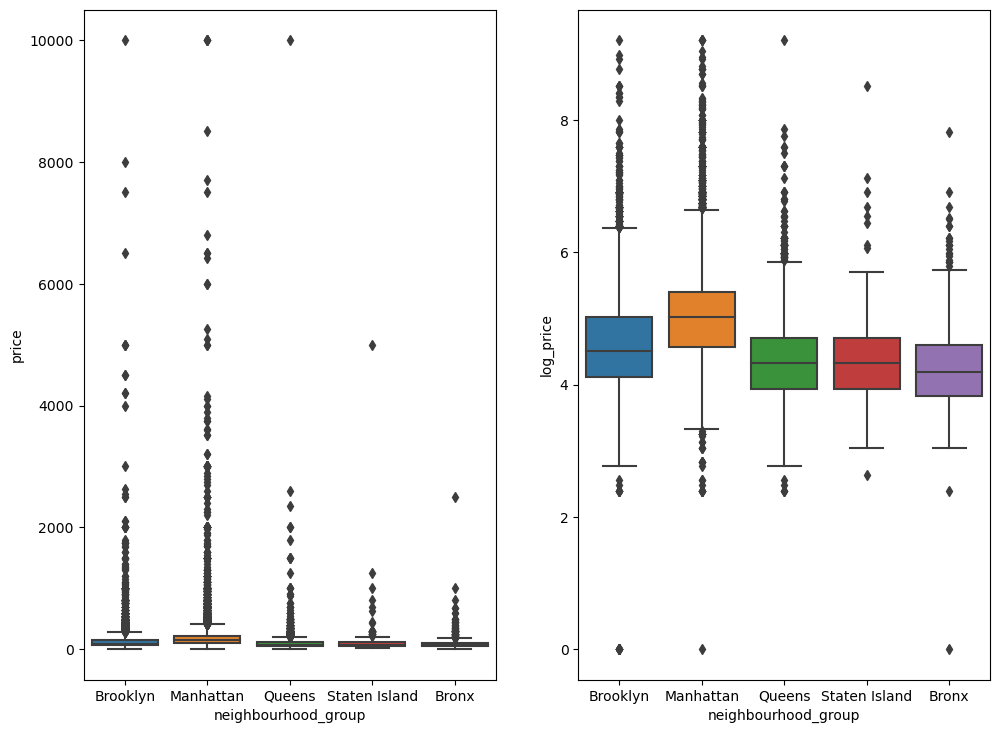 10000
8000
6000
4000
2000
0
price
Brooklyn Manhattan Queens Staten Island Bronx
neighbourhood_group
8
6
4
2
0
log_price
Brooklyn Manhattan Queens Staten Island Bronx
neighbourhood_group